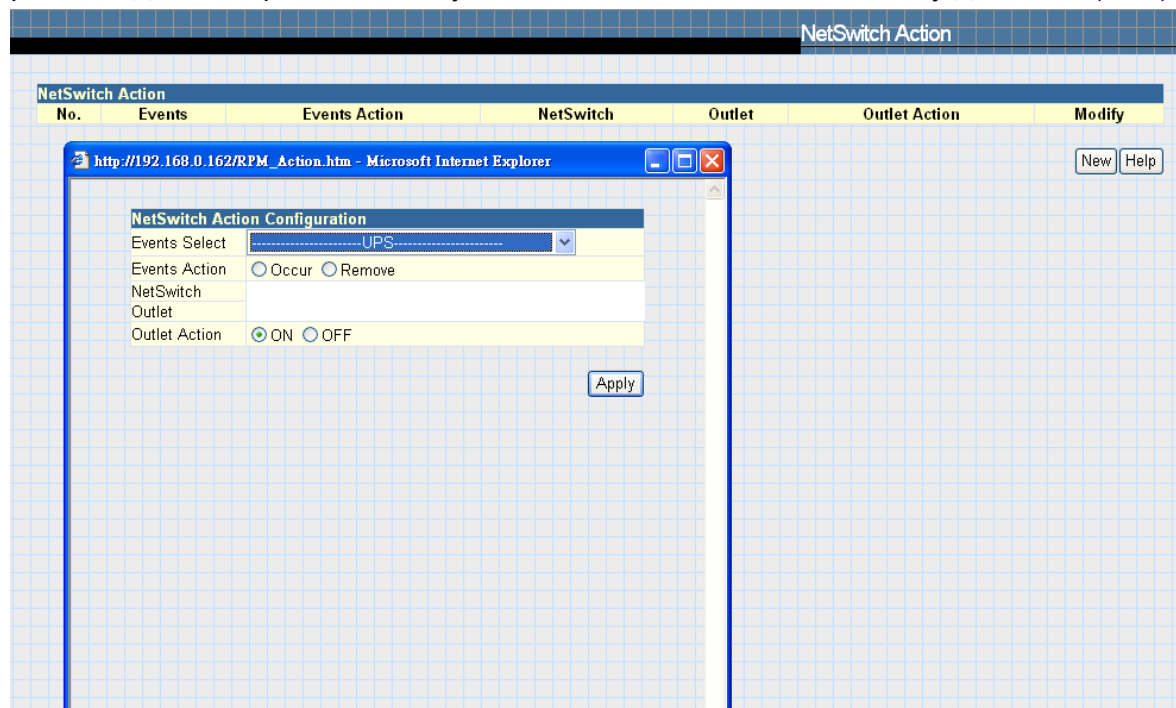 NetSwitch Action
NetSwitch Action
No. Events Events Action NetSwitch Outlet Outlet Action Modify
http://192.168.0.162/RPM_Action.htm - Microsoft Internet Explorer
New Help
NetSwitch Action Configuration
Events Select -----------------------UPS-----------------------
Events Action Occur Remove
NetSwitch
Outlet
Outlet Action ON OFF
Apply